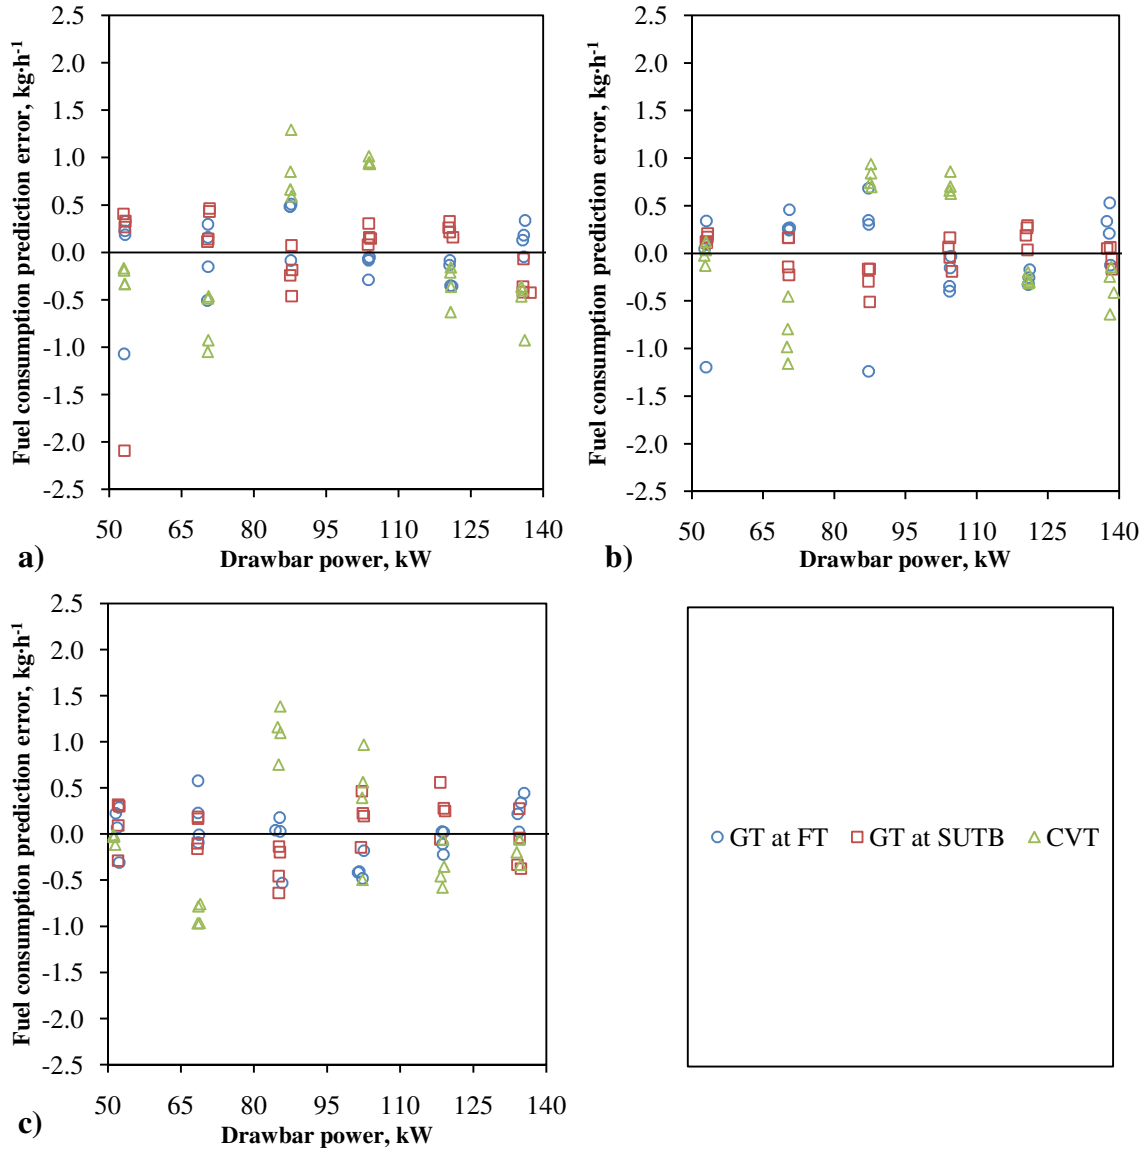 Fuel consumption prediction error, kg·h⁻¹
2.5
2.0
1.5
1.0
0.5
0.0
-0.5
-1.0
-1.5
-2.0
-2.5
50 65 80 95 110 125 140
Drawbar power, kW
a)
Fuel consumption prediction error, kg·h⁻¹
2.5
2.0
1.5
1.0
0.5
0.0
-0.5
-1.0
-1.5
-2.0
-2.5
50 65 80 95 110 125 140
Drawbar power, kW
b)
Fuel consumption prediction error, kg·h⁻¹
2.5
2.0
1.5
1.0
0.5
0.0
-0.5
-1.0
-1.5
-2.0
-2.5
50 65 80 95 110 125 140
Drawbar power, kW
c)
GT at FT GT at SUTB CVT